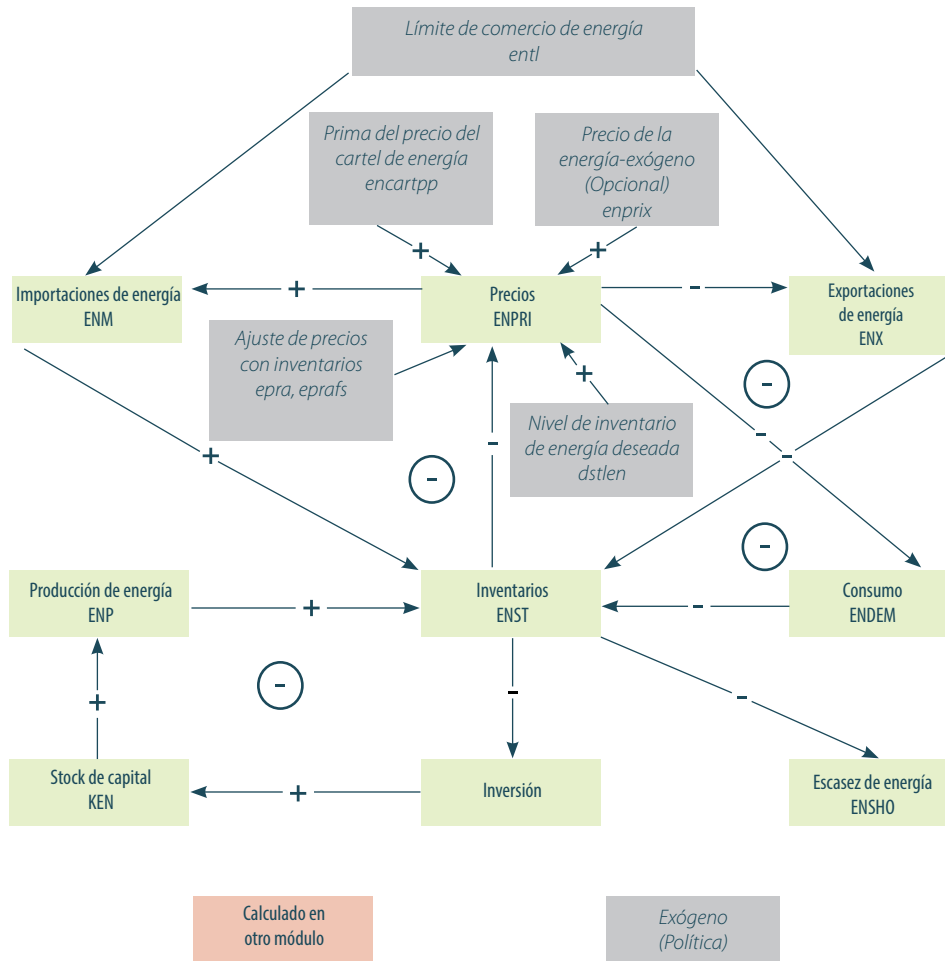 Límite de comercio de energía
entl
Prima del precio del
cartel de energía
encartpp
Precio de la
energía-exógeno
(Opcional)
enprix
+
+
Importaciones de energía
ENM
+
Precios
ENPRI
-
Exportaciones
de energía
ENX
Ajuste de precios
con inventarios
epra, eprafs
+
-
-
Nivel de inventario
de energía deseada
dstlen
-
+
-
-
-
Producción de energía
ENP
+
Inventarios
ENST
-
Consumo
ENDEM
-
+
-
-
Stock de capital
KEN
+
Inversión
Escasez de energía
ENSHO
Calculado en
otro módulo
Exógeno
(Política)